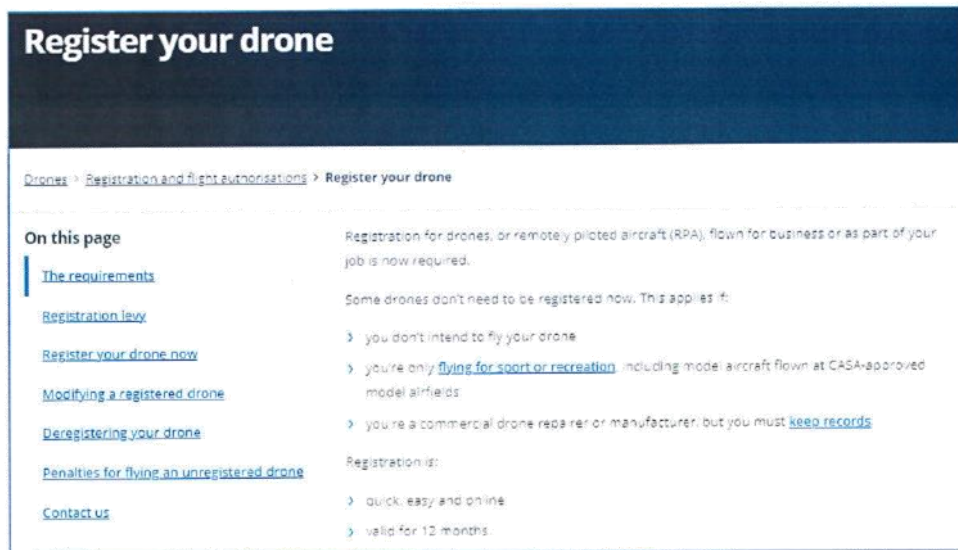 Register your drone
Drones > Registration and flight authorisations > Register your drone
On this page
The requirements
Registration levy
Register your drone now
Modifying a registered drone
Deregistering your drone
Penalties for flying an unregistered drone
Contact us
Registration for drones, or remotely piloted aircraft (RPA), flown for business or as part of your
job is now required.
Some drones don't need to be registered now. This applies if:
> you don't intend to fly your drone
> you're only flying for sport or recreation, including model aircraft flown at CASA-approved
model airfields
> you're a commercial drone repairer or manufacturer, but you must keep records
Registration is:
> quick, easy and online
> valid for 12 months.